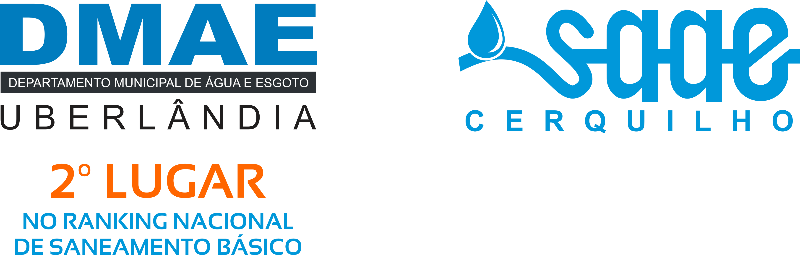 DMAE
DEPARTAMENTO MUNICIPAL DE ÁGUA E ESGOTO
UBERLÂNDIA
2º LUGAR
NO RANKING NACIONAL
DE SANEAMENTO BÁSICO
saae
CERQUILHO